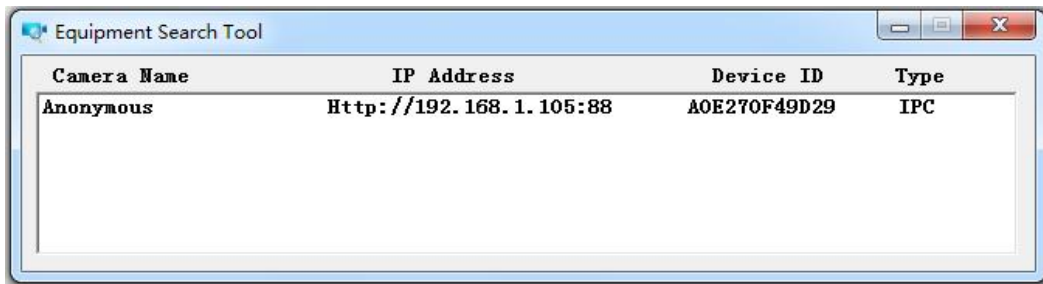 Equipment Search Tool
Camera Name IP Address Device ID Type
Anonymous Http://192.168.1.105:88 A0E270F49D29 IPC